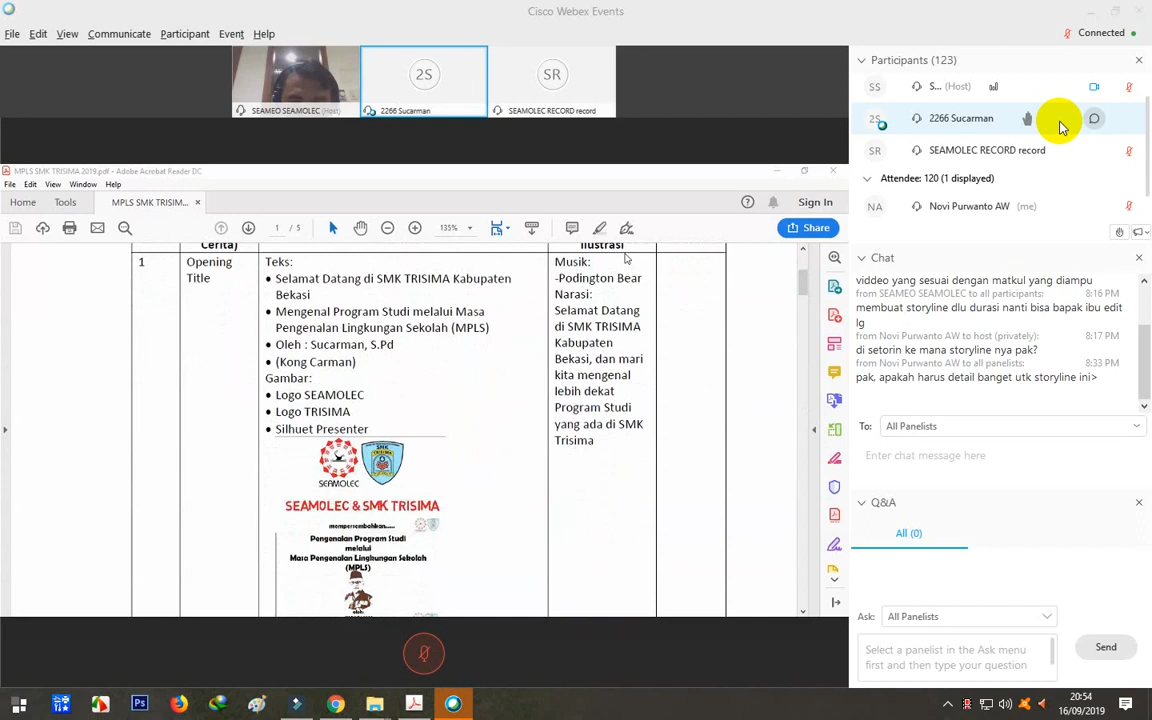 Cisco Webex Events
File Edit View Communicate Participant Event Help
Connected
2S
SR
SEAMEO SEAMOLEC (Host)
2266 Sucarman
SEAMOLEC RECORD record
MPLS SMK TRISIMA 2019.pdf - Adobe Acrobat Reader DC
File Edit View Window Help
Home Tools MPLS SMK TRISIM... × Sign In
1 / 5 135% Share
Cerita)
Ilustrasi
1
Opening
Title
Teks:
• Selamat Datang di SMK TRISIMA Kabupaten
Bekasi
• Mengenal Program Studi melalui Masa
Pengenalan Lingkungan Sekolah (MPLS)
• Oleh : Sucarman, S.Pd
• (Kong Carman)
Gambar:
• Logo SEAMOLEC
• Logo TRISIMA
• Silhuet Presenter
SMK
TRISIMA
SEAMOLEC
SEAMOLEC & SMK TRISIMA
mempersembahkan.....
Pengenalan Program Studi
melalui
Masa Pengenalan Lingkungan Sekolah
(MPLS)
Musik:
-Podington Bear
Narasi:
Selamat Datang
di SMK TRISIMA
Kabupaten
Bekasi, dan mari
kita mengenal
lebih dekat
Program Studi
yang ada di SMK
Trisima
Participants (123)
SS S... (Host)
2S 2266 Sucarman
SR SEAMOLEC RECORD record
Attendee: 120 (1 displayed)
NA Novi Purwanto AW (me)
Chat
viddeo yang sesuai dengan matkul yang diampu
from SEAMEO SEAMOLEC to all participants: 8:16 PM
membuat storyline dlu durasi nanti bisa bapak ibu edit
lg
from Novi Purwanto AW to host (privately): 8:17 PM
di setorin ke mana storyline nya pak?
from Novi Purwanto AW to all panelists: 8:33 PM
pak, apakah harus detail banget utk storyline ini>
To: All Panelists
Enter chat message here
Q&A
All (0)
Ask: All Panelists
Select a panelist in the Ask menu
first and then type your question
Send
Ps
20:54
16/09/2019